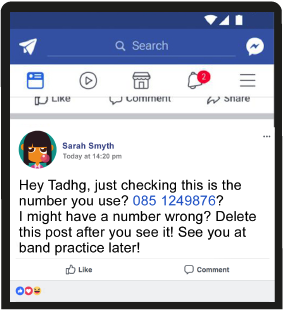 Search
2
Like Comment Share
Sarah Smyth
Today at 14:20 pm
Hey Tadhg, just checking this is the
number you use? 085 1249876?
I might have a number wrong? Delete
this post after you see it! See you at
band practice later!
Like Comment